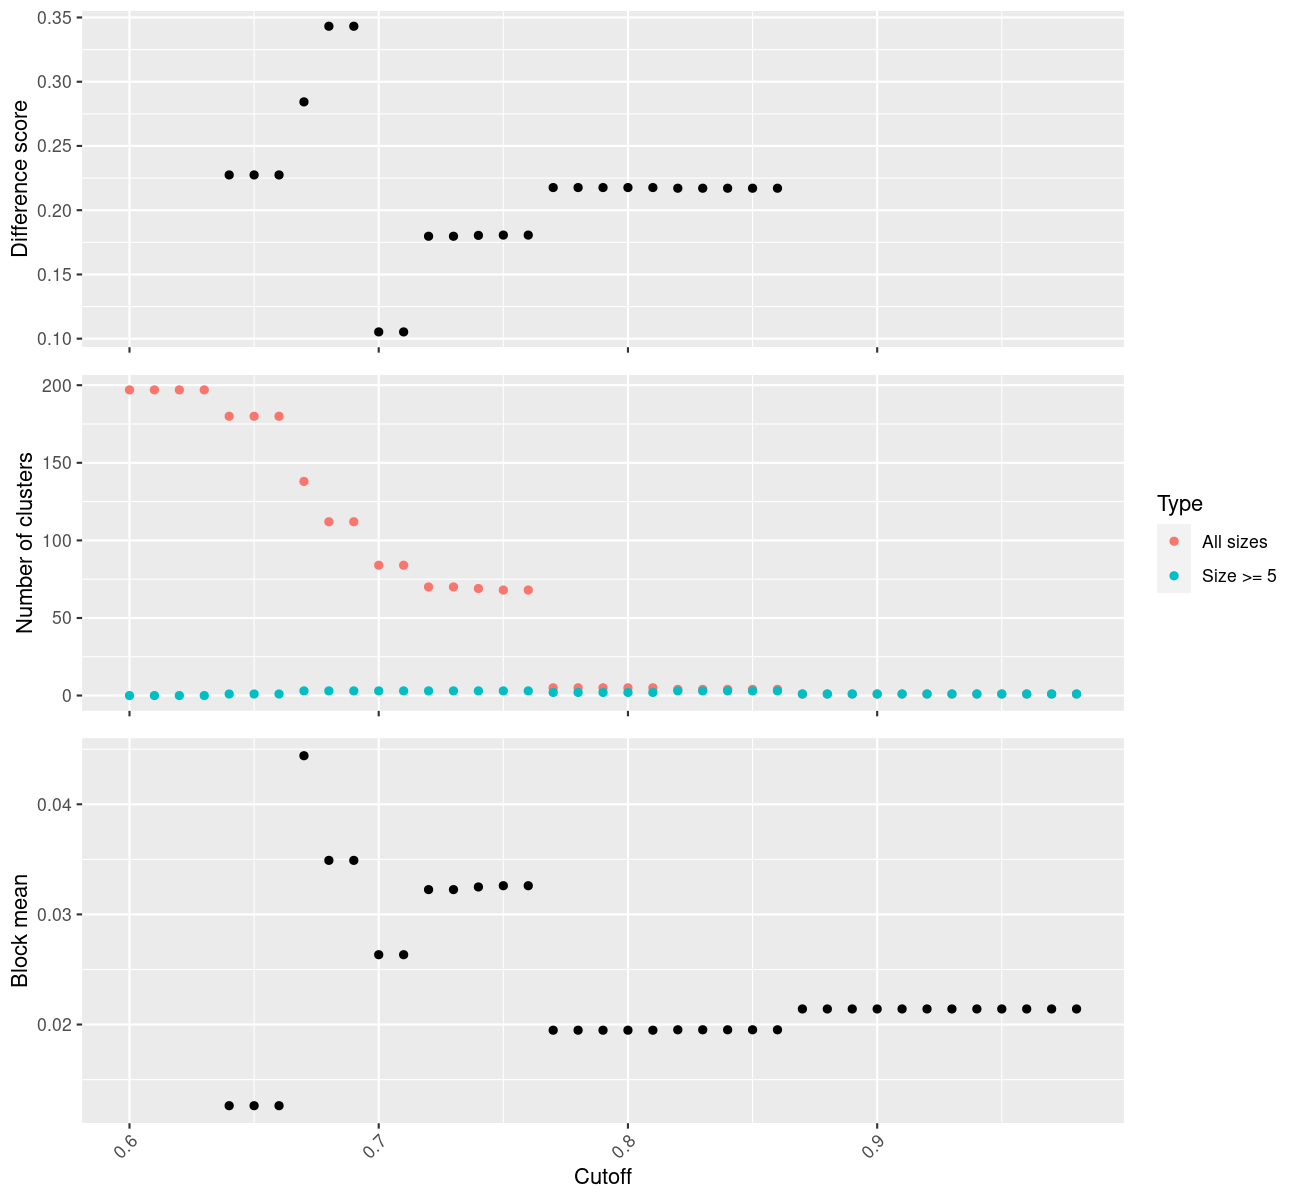 0.35
0.30
0.25
0.20
0.15
0.10
Difference score
200
150
100
50
0
Number of clusters
Type
All sizes
Size >= 5
0.04
0.03
0.02
Block mean
0.6
0.7
0.8
0.9
Cutoff